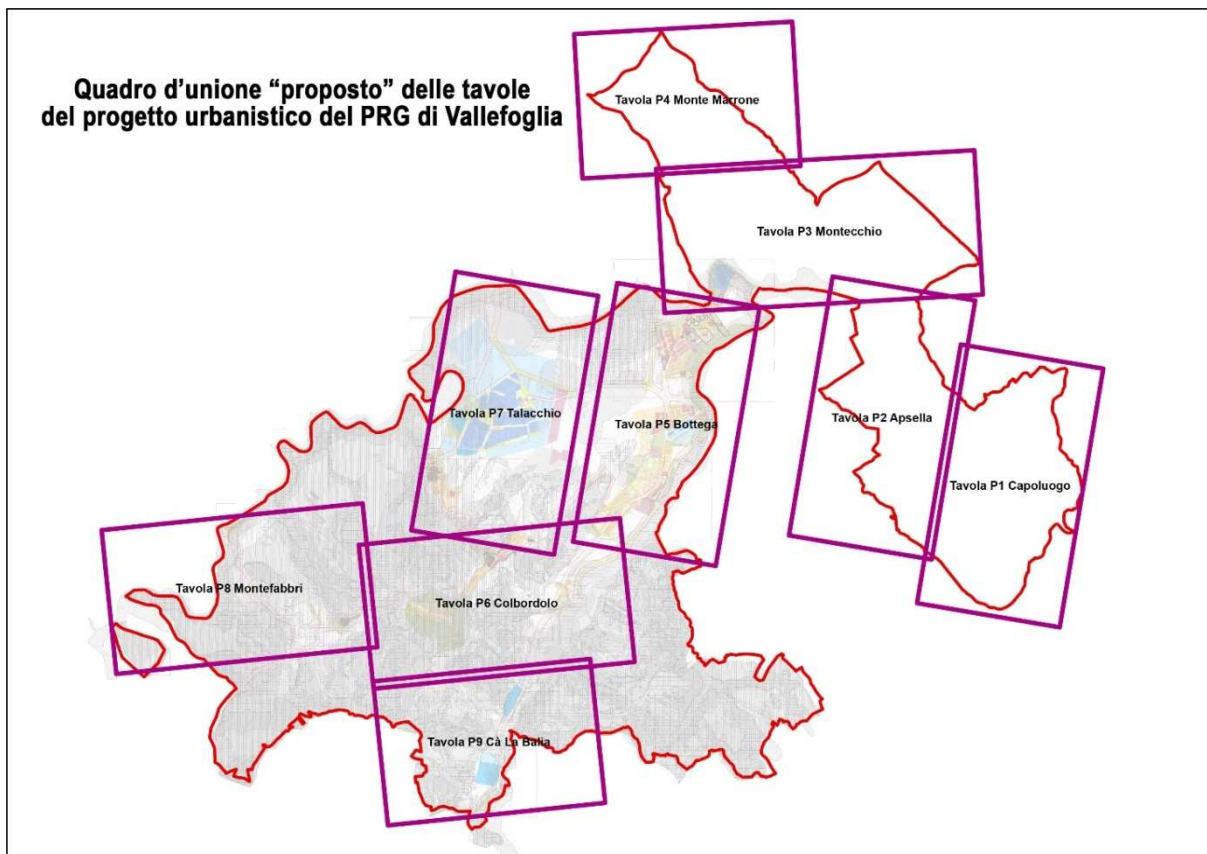 Quadro d'unione “proposto” delle tavole
del progetto urbanistico del PRG di Vallefoglia
Tavola P4 Monte Marrone
Tavola P3 Montecchio
Tavola P7 Talacchio
Tavola P5 Bottega
Tavola P2 Apsella
Tavola P1 Capoluogo
Tavola P8 Montefabbri
Tavola P6 Colbordolo
Tavola P9 Cà La Balia